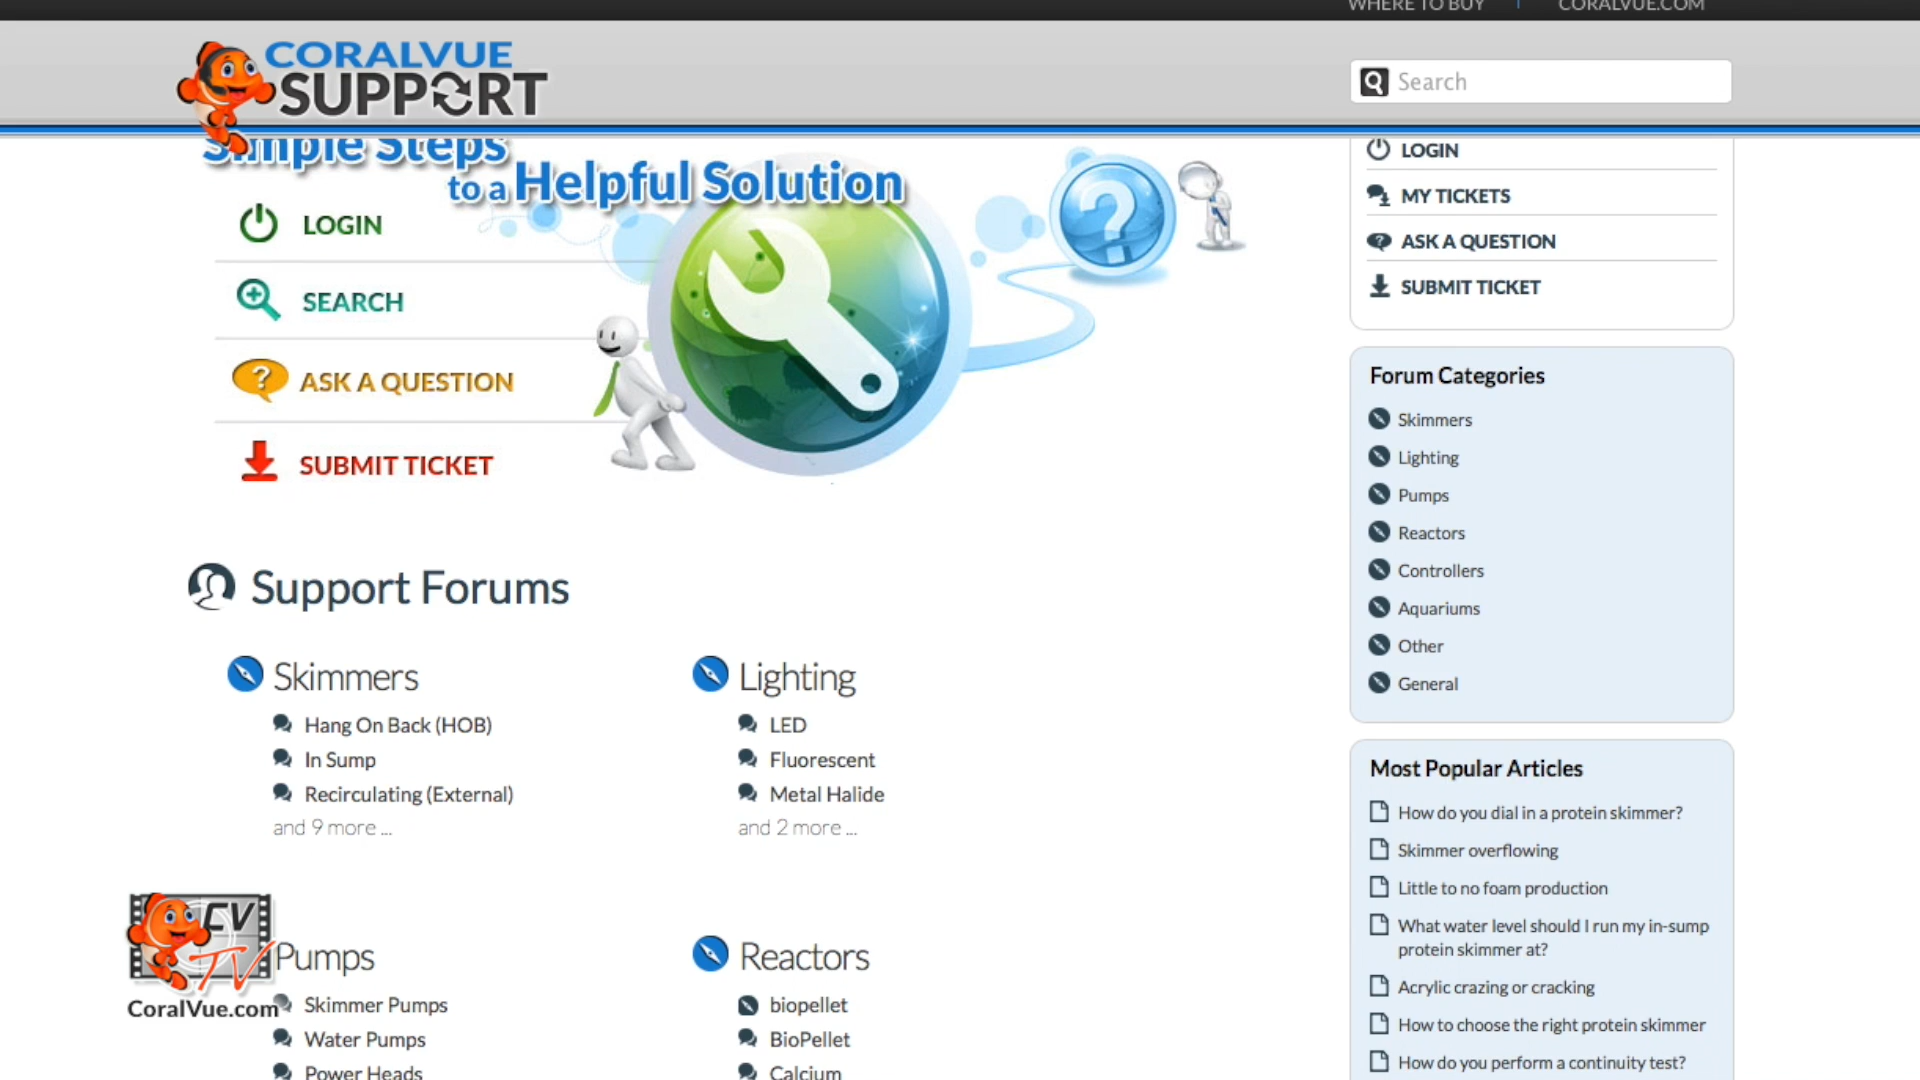 WHERE TO BUY | CORALVUE.COM
CORALVUE
SUPPORT
Search
Simple Steps
to a Helpful Solution
LOGIN
SEARCH
ASK A QUESTION
SUBMIT TICKET
LOGIN
MY TICKETS
ASK A QUESTION
SUBMIT TICKET
Forum Categories
Skimmers
Lighting
Pumps
Reactors
Controllers
Aquariums
Other
General
Support Forums
Skimmers
Hang On Back (HOB)
In Sump
Recirculating (External)
and 9 more ...
Lighting
LED
Fluorescent
Metal Halide
and 2 more ...
Pumps
Skimmer Pumps
Water Pumps
Power Heads
Reactors
biopellet
BioPellet
Calcium
Most Popular Articles
How do you dial in a protein skimmer?
Skimmer overflowing
Little to no foam production
What water level should I run my in-sump
protein skimmer at?
Acrylic crazing or cracking
How to choose the right protein skimmer
How do you perform a continuity test?
CV
TV
CoralVue.com